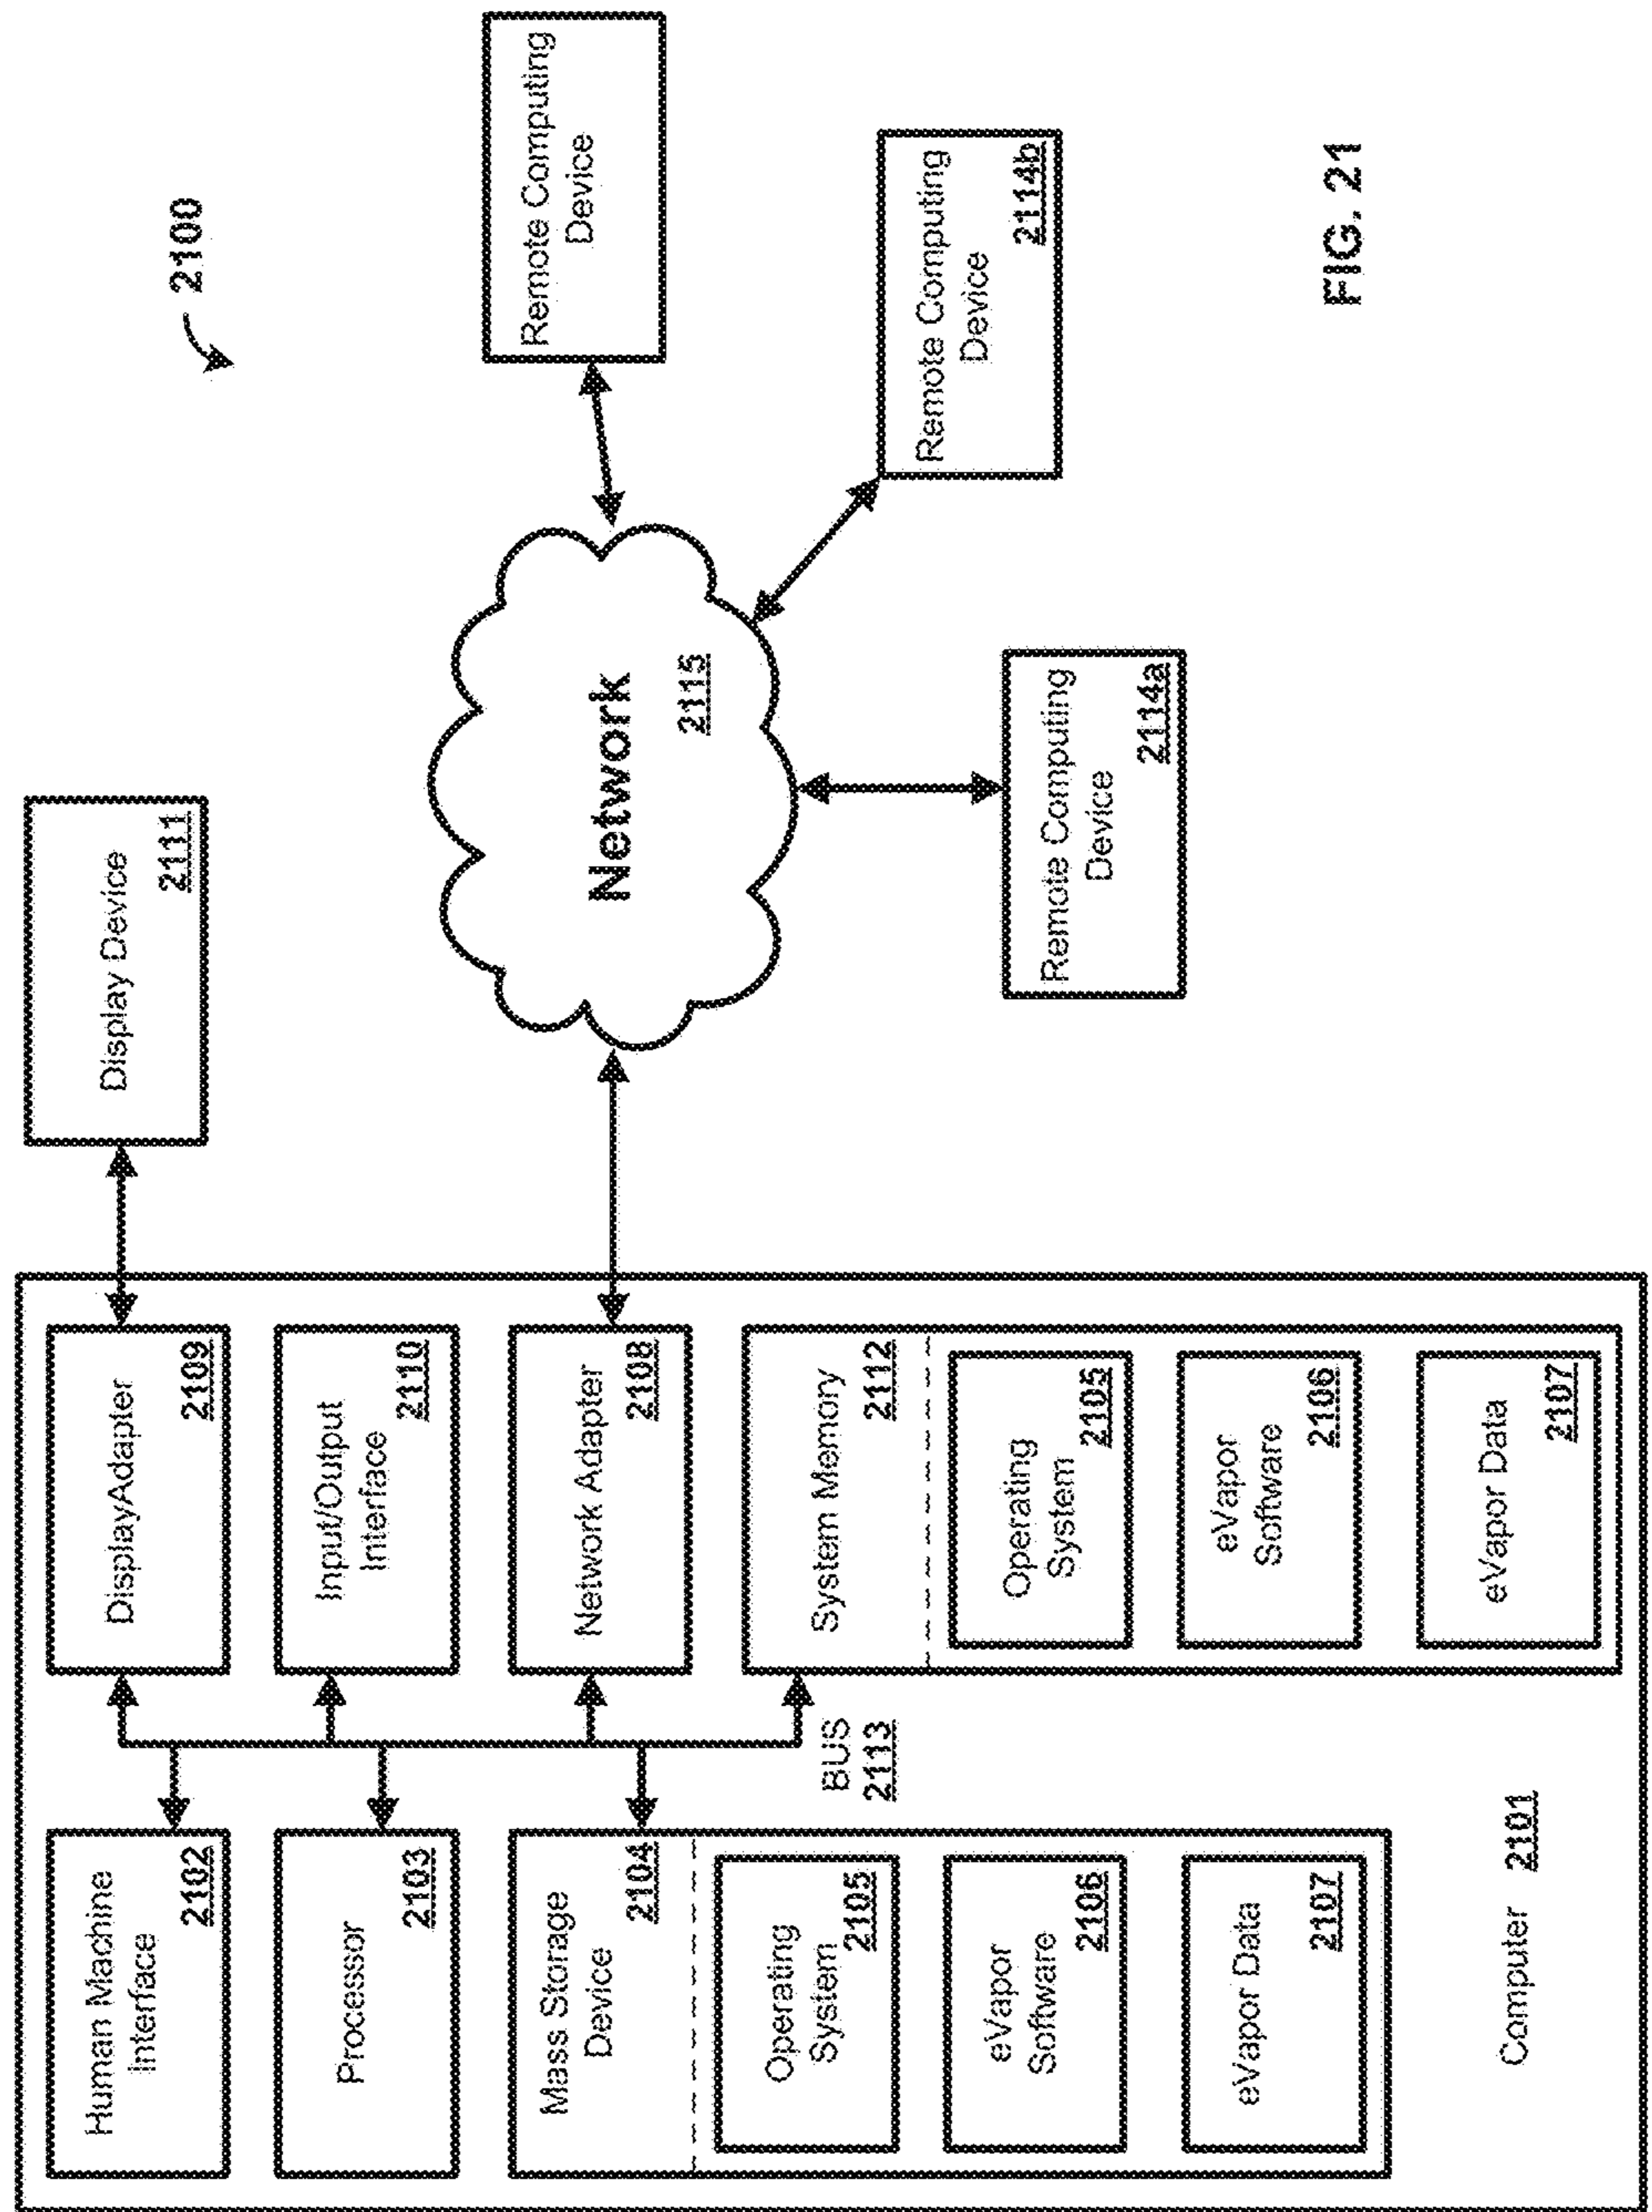 2100
Human Machine
Interface
2102
Processor
2103
Mass Storage
Device
2104
Operating
System
2105
eVapor
Software
2106
eVapor Data
2107
Computer 2101
BUS
2113
DisplayAdapter
2109
Input/Output
Interface
2110
Network Adapter
2108
System Memory
2112
Operating
System
2105
eVapor
Software
2106
eVapor Data
2107
Display Device
2111
Network
2115
Remote Computing
Device
Remote Computing
Device
2114b
Remote Computing
Device
2114a
FIG. 21